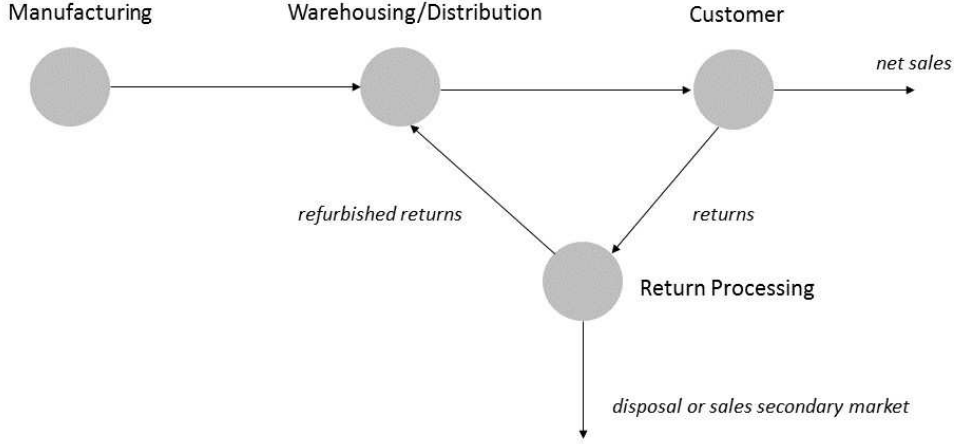 Manufacturing
Warehousing/Distribution
Customer
net sales
refurbished returns
returns
Return Processing
disposal or sales secondary market